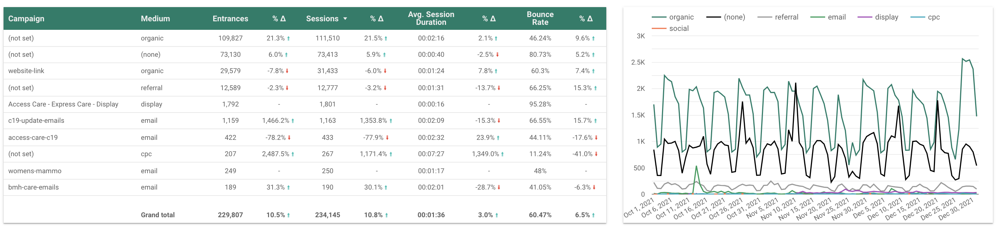 Campaign Medium Entrances % Δ Sessions % Δ Avg. Session Duration % Δ Bounce Rate % Δ
(not set) organic 109,827 21.3% 111,510 21.5% 00:02:16 2.1% 46.24% 9.6%
(not set) (none) 73,130 6.0% 73,413 5.9% 00:00:40 -2.5% 80.73% 5.2%
website-link organic 29,579 -7.8% 31,433 -6.0% 00:01:24 7.8% 60.3% 7.4%
(not set) referral 12,589 -2.3% 12,777 -3.2% 00:01:31 -13.7% 66.25% 15.3%
Access Care - Express Care - Display display 1,792 - 1,801 - 00:00:16 - 95.28% -
c19-update-emails email 1,159 1,466.2% 1,163 1,353.8% 00:02:09 -15.3% 66.55% 15.7%
access-care-c19 email 422 -78.2% 433 -77.9% 00:02:32 23.9% 44.11% -17.6%
(not set) cpc 207 2,487.5% 267 1,171.4% 00:07:27 1,349.0% 11.24% -41.0%
womens-mammo email 249 - 250 - 00:01:17 - 48% -
bmh-care-emails email 189 31.3% 190 30.1% 00:02:01 -28.7% 41.05% -6.3%
Grand total 229,807 10.5% 234,145 10.8% 00:01:36 3.0% 60.47% 6.5%
organic (none) referral email display cpc
social
3K
2.5K
2K
1.5K
1K
500
0
Oct 1, 2021
Oct 6, 2021
Oct 11, 2021
Oct 16, 2021
Oct 21, 2021
Oct 26, 2021
Oct 31, 2021
Nov 5, 2021
Nov 10, 2021
Nov 15, 2021
Nov 20, 2021
Nov 25, 2021
Nov 30, 2021
Dec 5, 2021
Dec 10, 2021
Dec 15, 2021
Dec 20, 2021
Dec 25, 2021
Dec 30, 2021